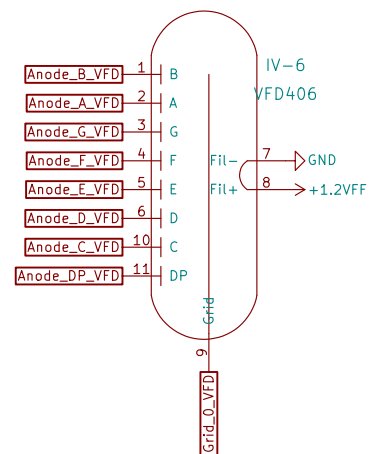 IV-6
VFD406
Anode_B_VFD 1 B
Anode_A_VFD 2 A
Anode_G_VFD 3 G
Anode_F_VFD 4 F Fil- 7 GND
Anode_E_VFD 5 E Fil+ 8 +1.2VFF
Anode_D_VFD 6 D
Anode_C_VFD 10 C
Anode_DP_VFD 11 DP
Grid
9
Grid_0_VFD